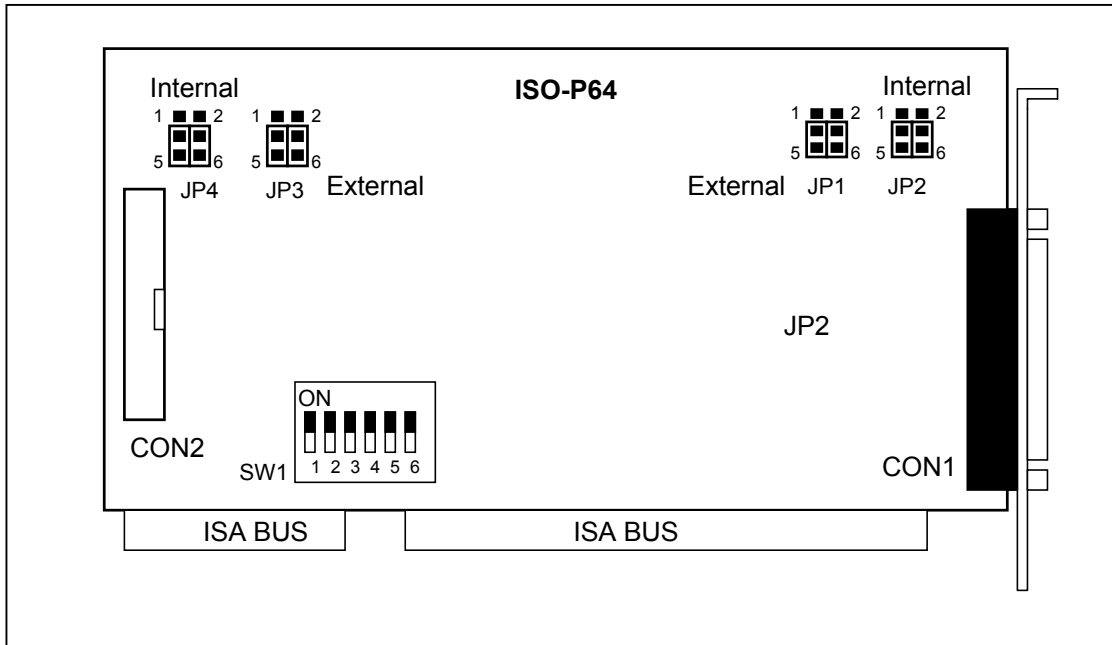 ISO-P64
Internal
1 2
5 6
JP4
1 2
5 6
JP3
External
Internal
1 2
5 6
JP1
1 2
5 6
JP2
External
JP2
ON
1 2 3 4 5 6
SW1
CON2
CON1
ISA BUS
ISA BUS